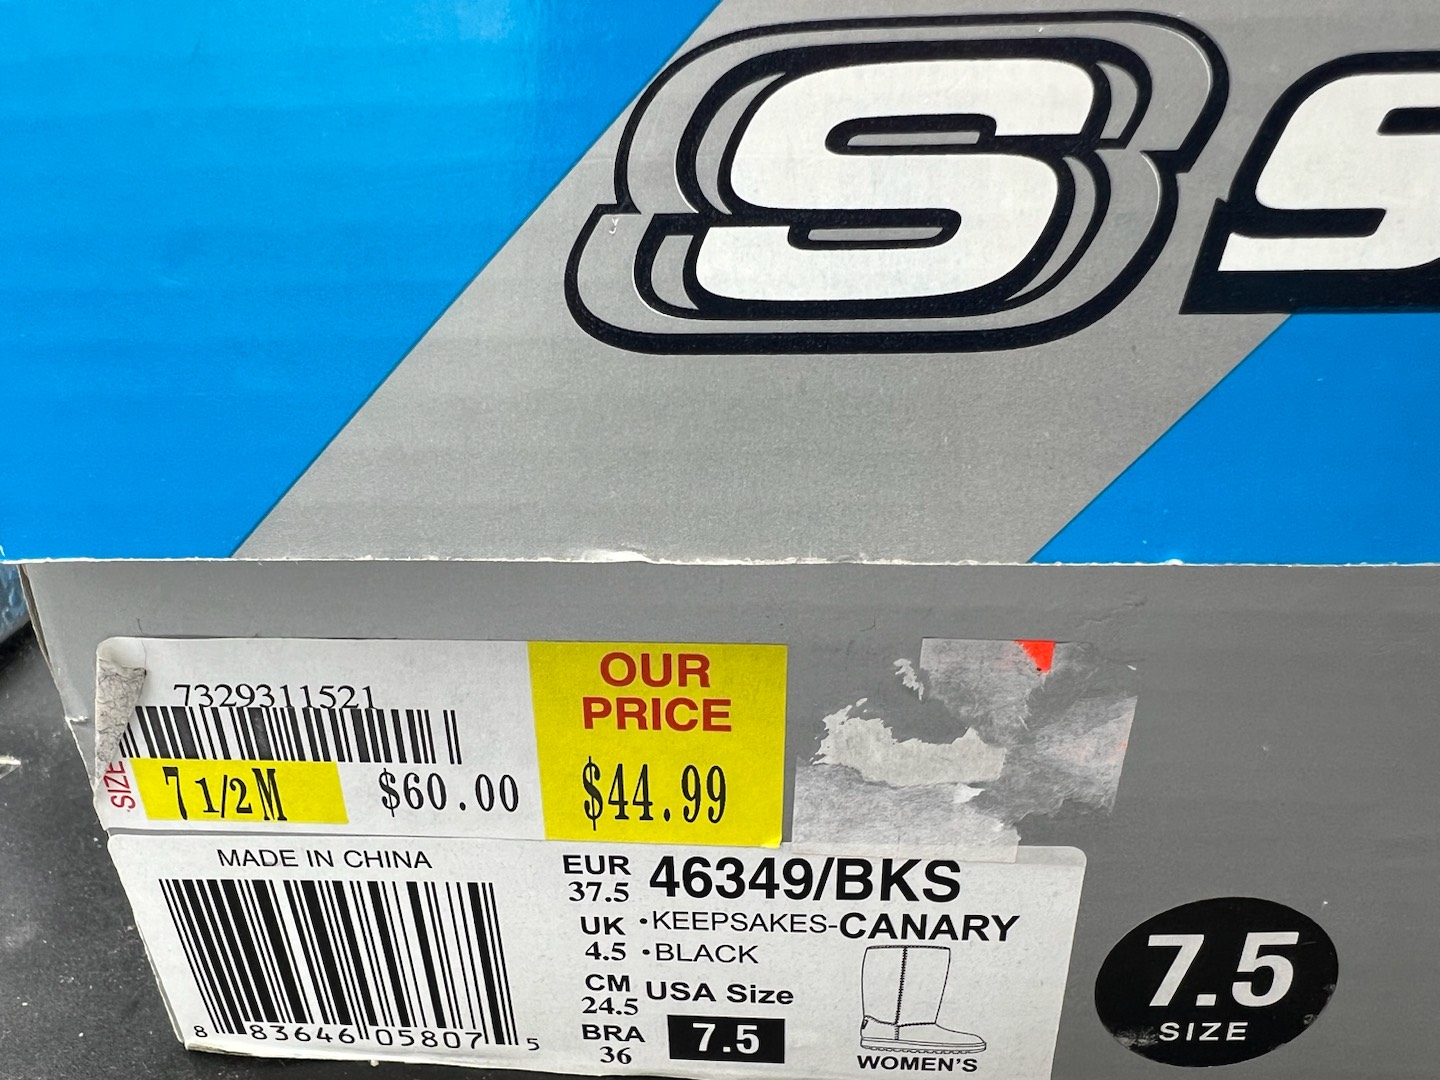 S S
7329311521
OUR
PRICE
SIZE
7 1/2 M
$60.00
$44.99
MADE IN CHINA
8 83646 05807 5
EUR
37.5
UK
4.5
CM
24.5
BRA
36
46349/BKS
•KEEPSAKES-CANARY
•BLACK
USA Size
7.5
WOMEN'S
7.5
SIZE